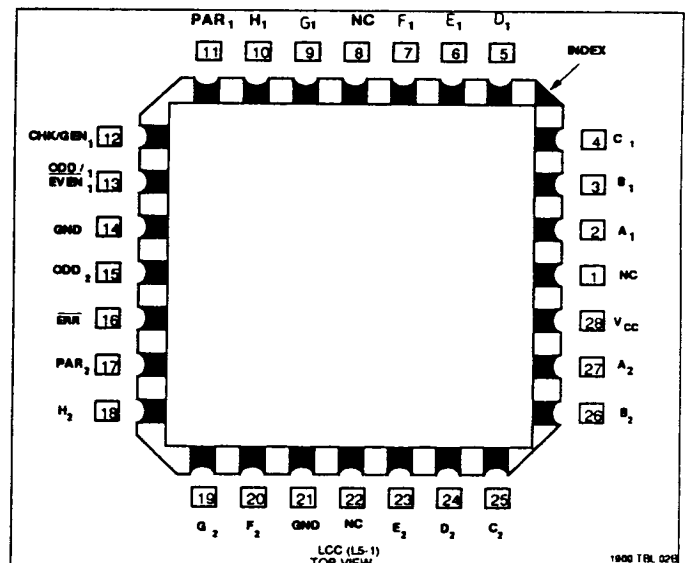 PAR₁ H₁ G₁ NC F₁ E₁ D₁
11 10 9 8 7 6 5
INDEX
CHK/GEN₁ 12
ODD/₁
EVEN₁ 13
GND 14
ODD₂ 15
ERR 16
PAR₂ 17
H₂ 18
4 C₁
3 B₁
2 A₁
1 NC
28 VCC
27 A₂
26 B₂
19 20 21 22 23 24 25
G₂ F₂ GND NC E₂ D₂ C₂
LCC (L5-1)
TOP VIEW
1900 TBL 02B